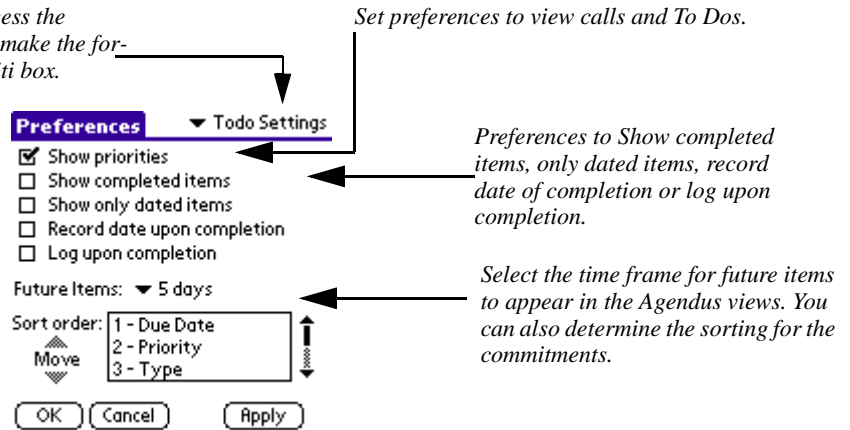 ess the
make the for-
ti box.
Set preferences to view calls and To Dos.
Preferences
Todo Settings
Show priorities
Show completed items
Show only dated items
Record date upon completion
Log upon completion
Preferences to Show completed
items, only dated items, record
date of completion or log upon
completion.
Future Items: 5 days
Select the time frame for future items
to appear in the Agendus views. You
can also determine the sorting for the
commitments.
Sort order:
Move
1 - Due Date
2 - Priority
3 - Type
OK Cancel Apply